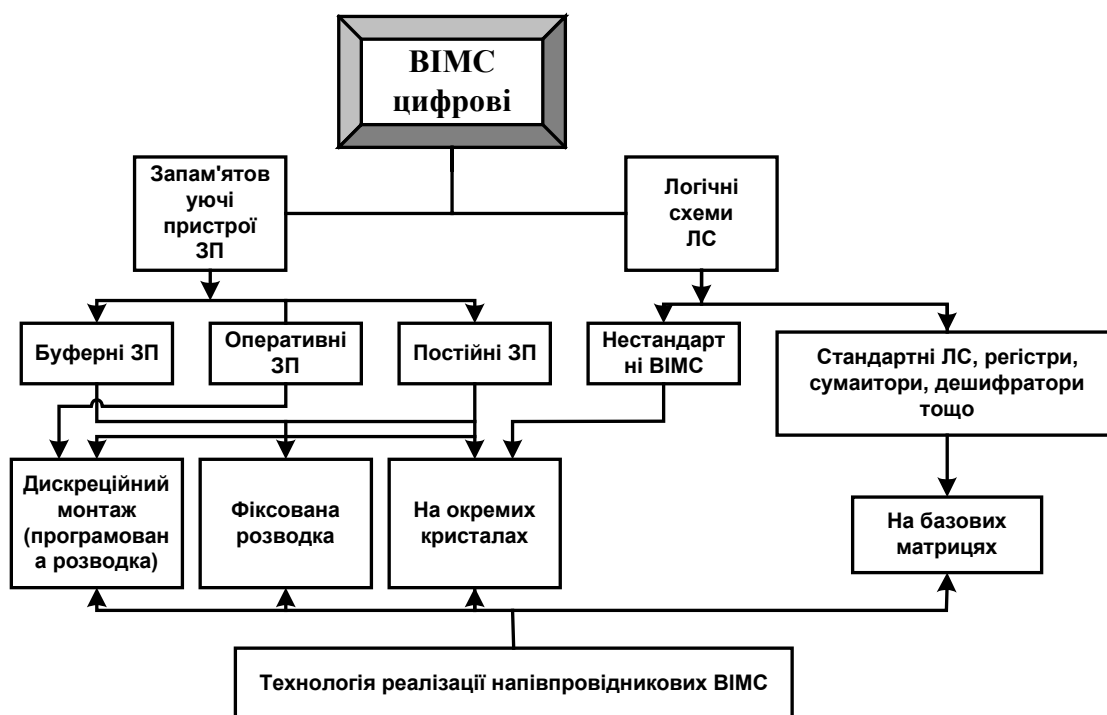 ВІМС
цифрові
Запам'ятов
уючі
пристрої
ЗП
Логічні
схеми
ЛС
Буферні ЗП
Оперативні
ЗП
Постійні ЗП
Нестандарт
ні ВІМС
Стандартні ЛС, регістри,
сумаитори, дешифратори
тощо
Дискреційний
монтаж
(програмован
а розводка)
Фіксована
розводка
На окремих
кристалах
На базових
матрицях
Технологія реалізації напівпровідникових ВІМС